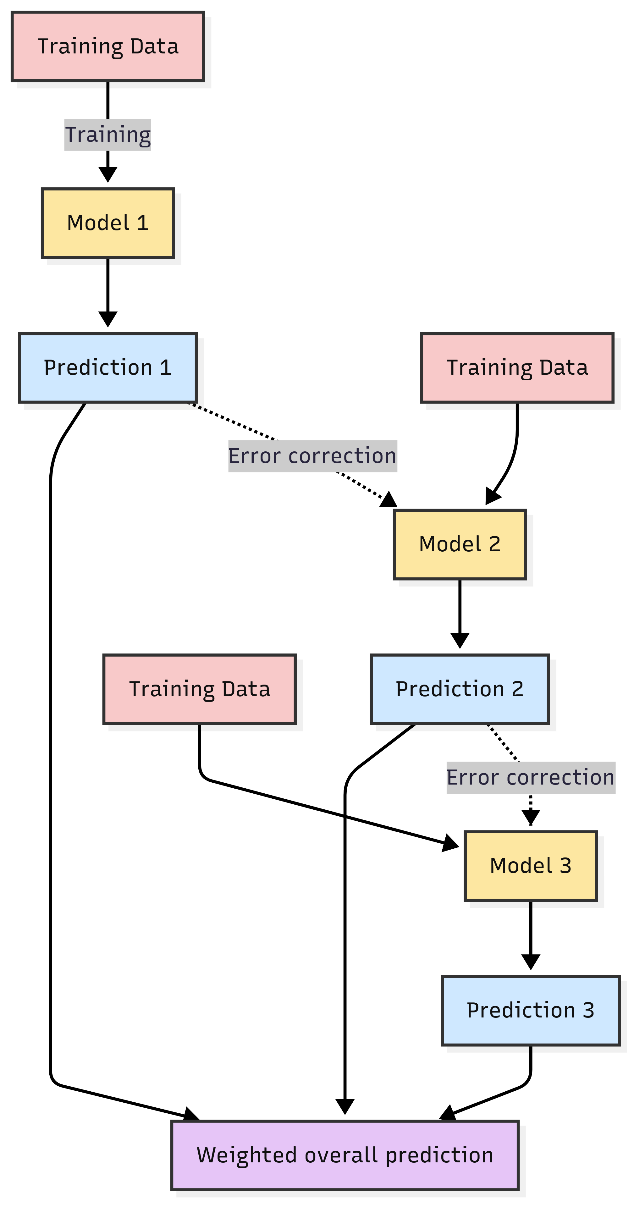 Training Data
Training
Model 1
Prediction 1
Training Data
Error correction
Model 2
Training Data
Prediction 2
Error correction
Model 3
Prediction 3
Weighted overall prediction